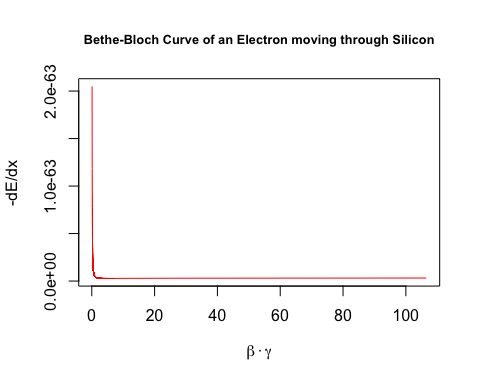 Bethe-Bloch Curve of an Electron moving through Silicon
-dE/dx
2.0e-63
1.0e-63
0.0e+00
0 20 40 60 80 100
β · γ